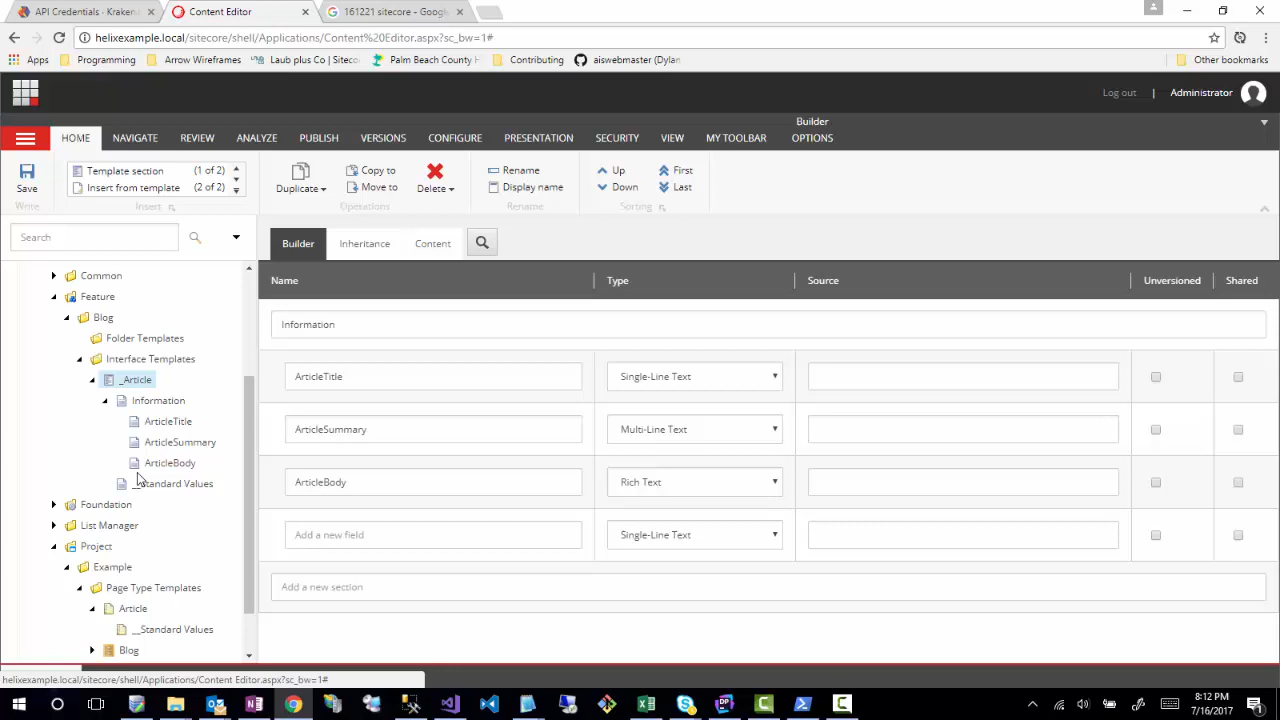 API Credentials - Kraken
Content Editor
161221 sitecore - Google
helixexample.local/sitecore/shell/Applications/Content%20Editor.aspx?sc_bw=1#
Apps
Programming
Arrow Wireframes
Laub plus Co | Siteco
Palm Beach County H
Contributing
aiswebmaster (Dylan
Other bookmarks
Log out | Administrator
Builder
HOME
NAVIGATE
REVIEW
ANALYZE
PUBLISH
VERSIONS
CONFIGURE
PRESENTATION
SECURITY
VIEW
MY TOOLBAR
OPTIONS
Save
Write
Template section (1 of 2)
Insert from template (2 of 2)
Insert
Duplicate
Copy to
Move to
Delete
Operations
Rename
Display name
Rename
Up
Down
First
Last
Sorting
Search
Builder
Inheritance
Content
Common
Feature
Blog
Folder Templates
Interface Templates
_Article
Information
ArticleTitle
ArticleSummary
ArticleBody
__Standard Values
Foundation
List Manager
Project
Example
Page Type Templates
Article
__Standard Values
Blog
Name | Type | Source | Unversioned | Shared
Information
ArticleTitle Single-Line Text
ArticleSummary Multi-Line Text
ArticleBody Rich Text
Add a new field Single-Line Text
Add a new section
helixexample.local/sitecore/shell/Applications/Content Editor.aspx?sc_bw=1#
8:12 PM
7/16/2017